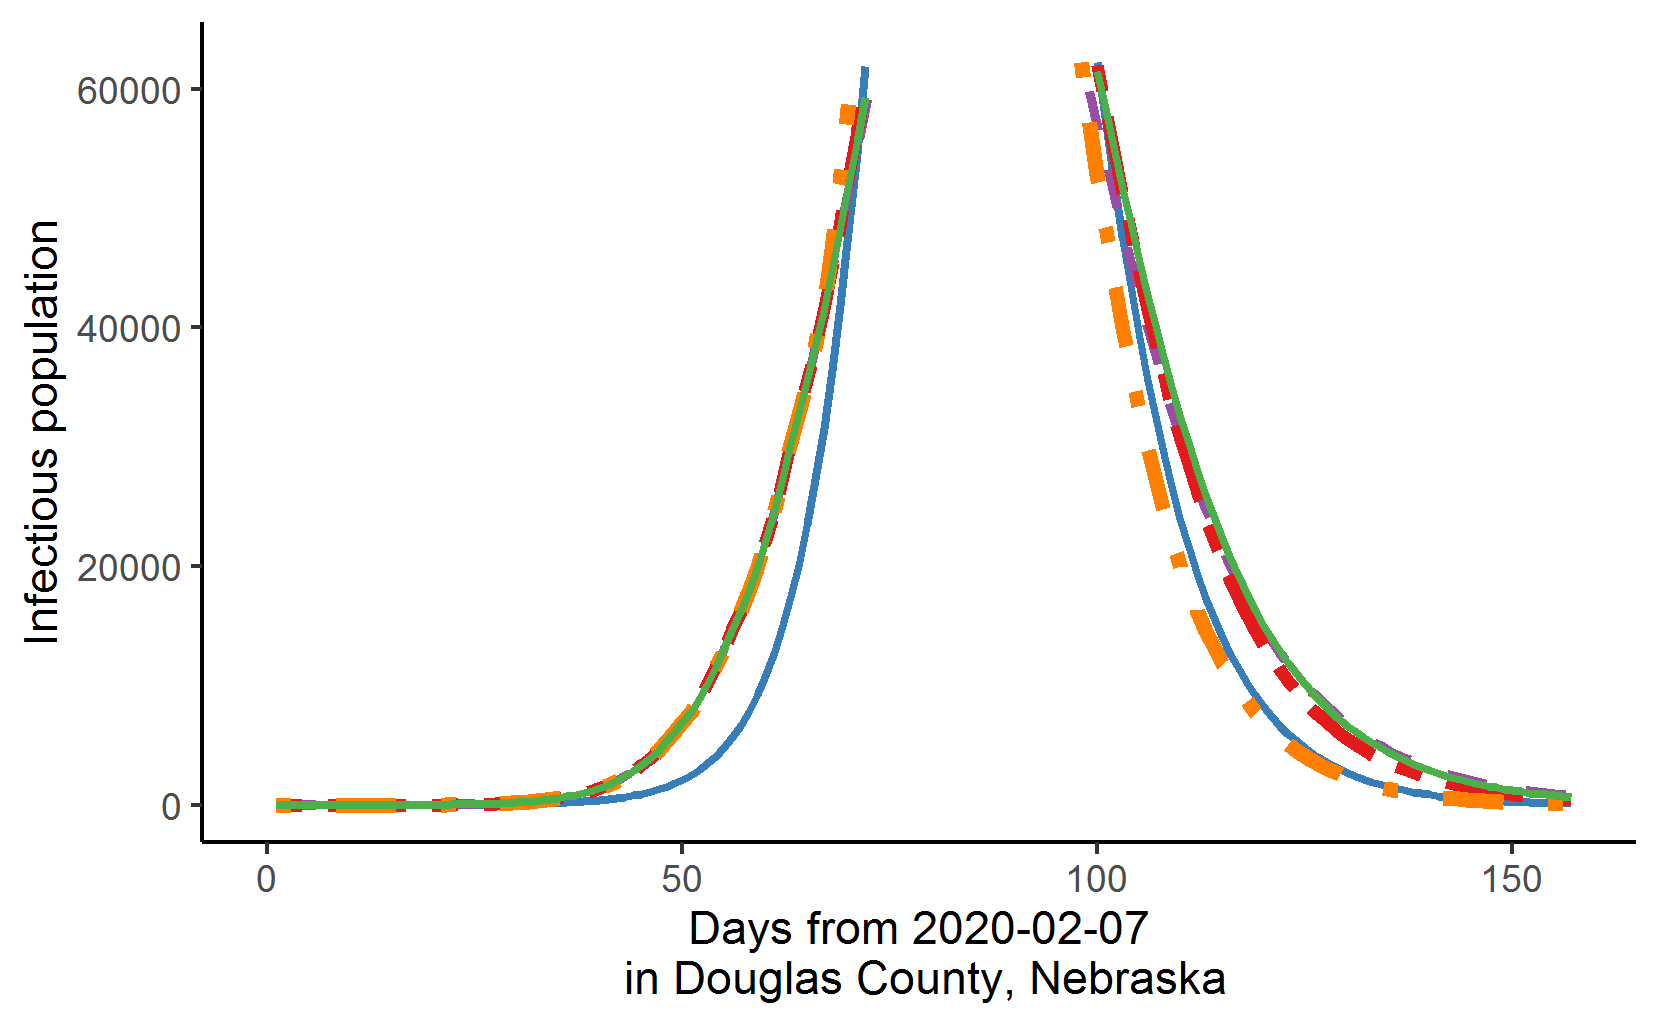 Infectious population
60000
40000
20000
0
0 50 100 150
Days from 2020-02-07
in Douglas County, Nebraska